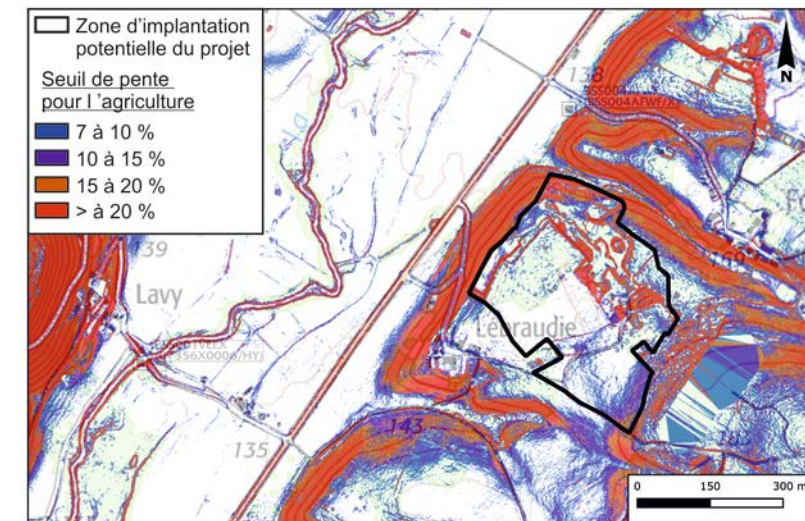 Zone d'implantation
potentielle du projet
Seuil de pente
pour l 'agriculture
7 à 10 %
10 à 15 %
15 à 20 %
> à 20 %
N
138
139
Lavy
Lébraudie
135
143
0 150 300 m